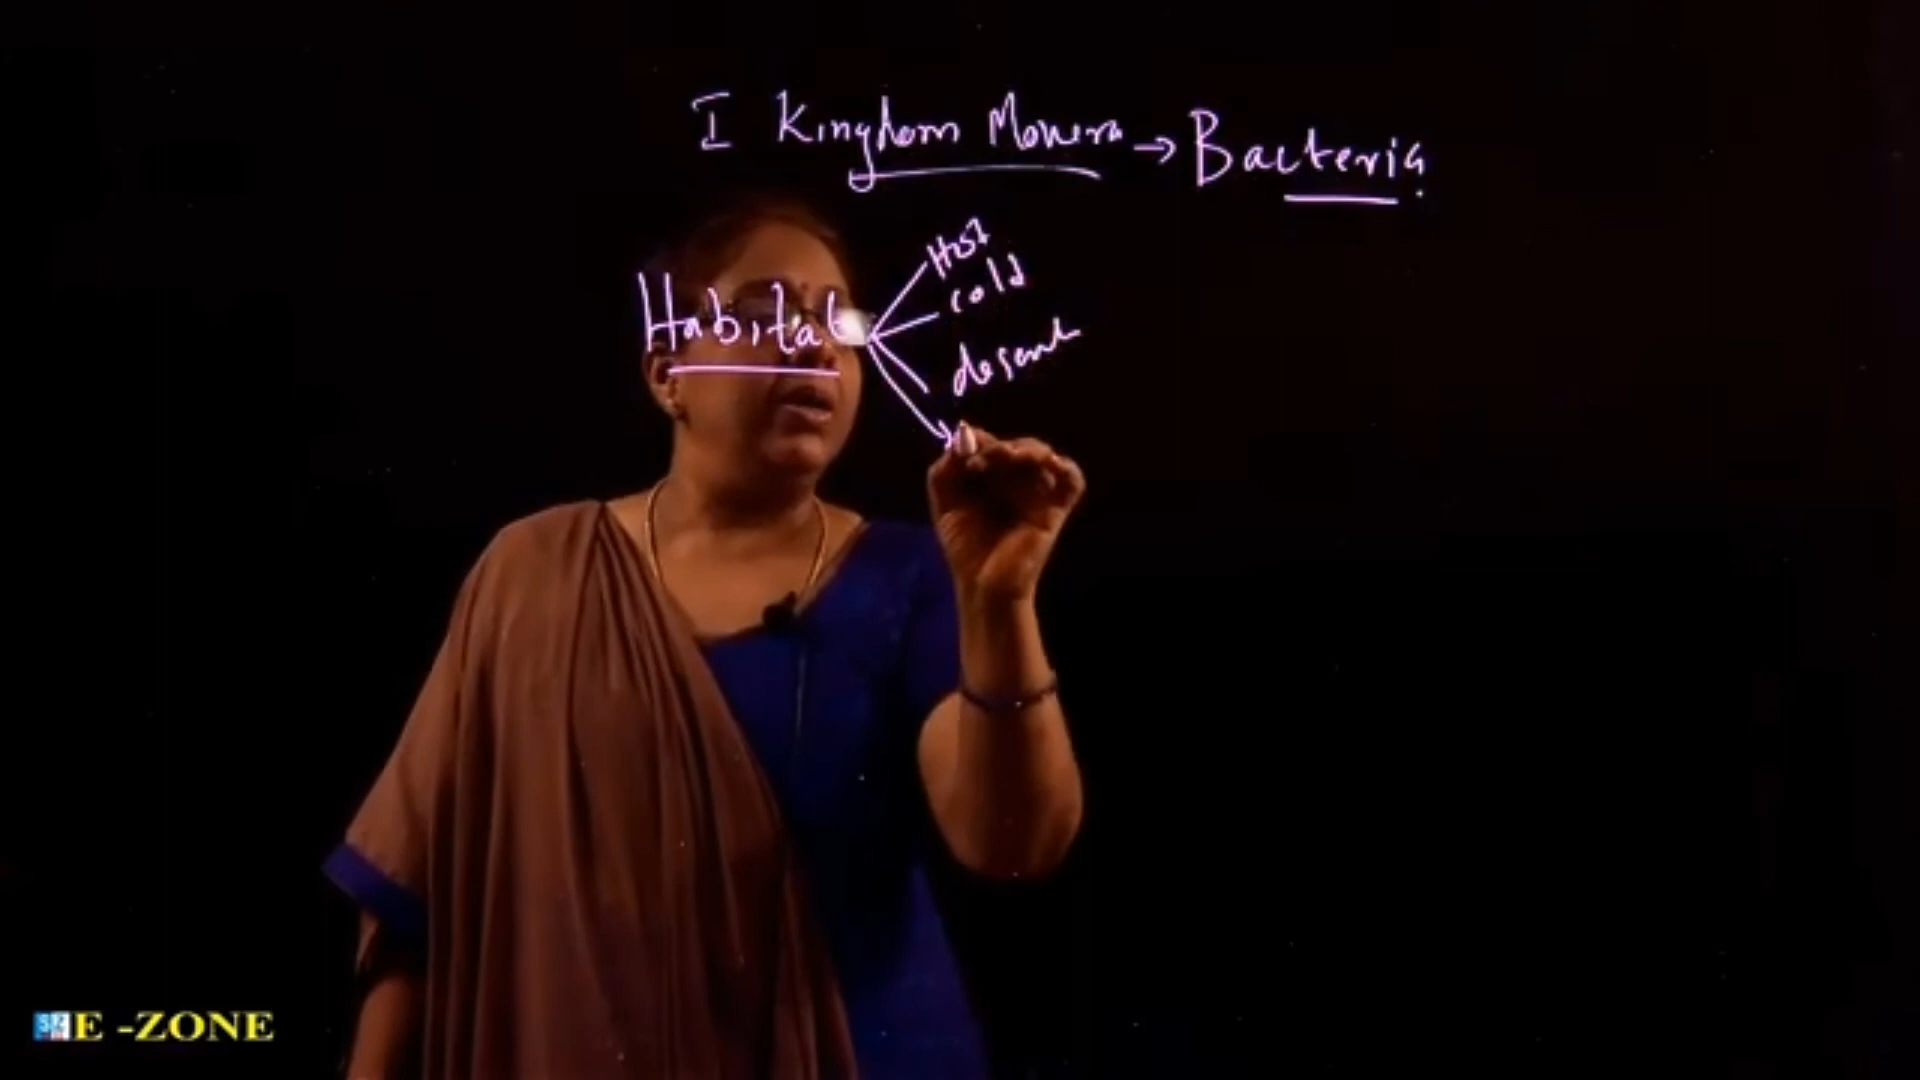 I Kingdom Monera → Bacteria
Hot
cold
Habitat
desert
E -ZONE